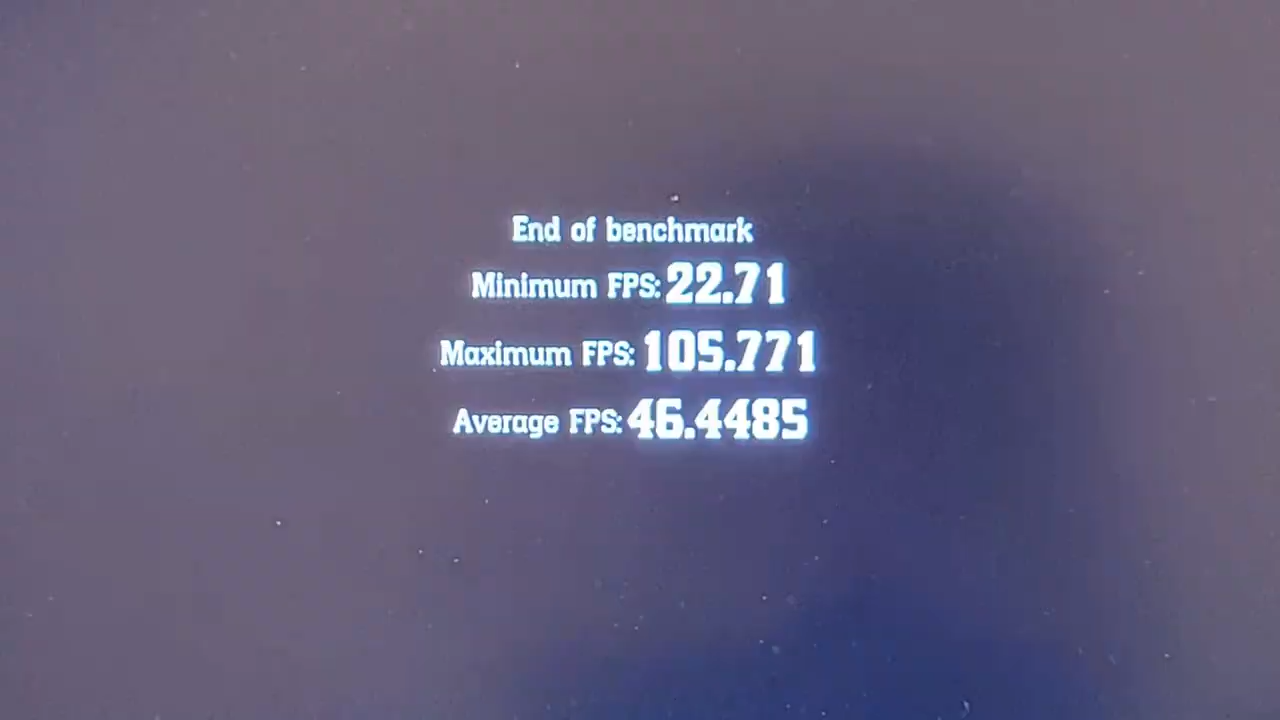 End of benchmark
Minimum FPS: 22.71
Maximum FPS: 105.771
Average FPS: 46.4485